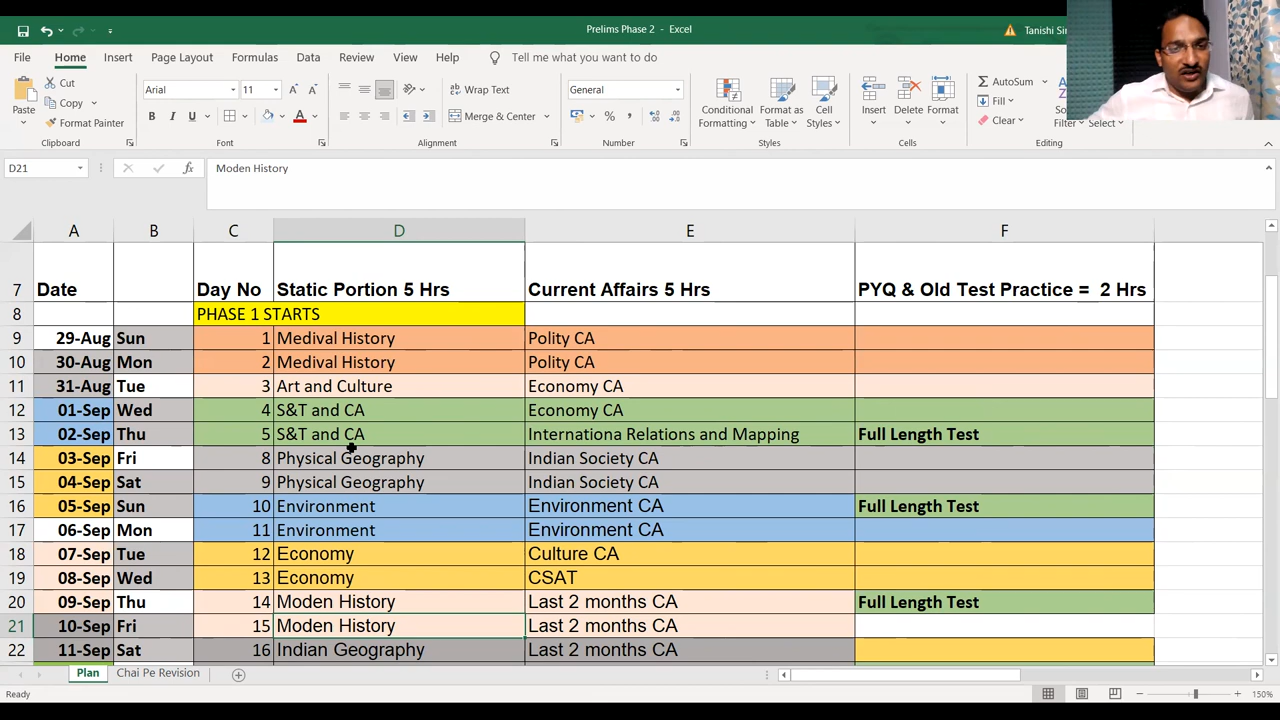 Prelims Phase 2 - Excel
Tanishi Sin
File Home Insert Page Layout Formulas Data Review View Help Tell me what you want to do
Paste
Cut
Copy
Format Painter
Clipboard
Arial 11
B I U
Font
Wrap Text
Merge & Center
Alignment
General
Number
Conditional Formatting
Format as Table
Cell Styles
Styles
Insert Delete Format
Cells
AutoSum
Fill
Clear
Filter Select
Editing
D21 fx Moden History
A B C D E F
7 Date Day No Static Portion 5 Hrs Current Affairs 5 Hrs PYQ & Old Test Practice = 2 Hrs
8 PHASE 1 STARTS
9 29-Aug Sun 1 Medival History Polity CA
10 30-Aug Mon 2 Medival History Polity CA
11 31-Aug Tue 3 Art and Culture Economy CA
12 01-Sep Wed 4 S&T and CA Economy CA
13 02-Sep Thu 5 S&T and CA Internationa Relations and Mapping Full Length Test
14 03-Sep Fri 8 Physical Geography Indian Society CA
15 04-Sep Sat 9 Physical Geography Indian Society CA
16 05-Sep Sun 10 Environment Environment CA Full Length Test
17 06-Sep Mon 11 Environment Environment CA
18 07-Sep Tue 12 Economy Culture CA
19 08-Sep Wed 13 Economy CSAT
20 09-Sep Thu 14 Moden History Last 2 months CA Full Length Test
21 10-Sep Fri 15 Moden History Last 2 months CA
22 11-Sep Sat 16 Indian Geography Last 2 months CA
Plan Chai Pe Revision
Ready 150%